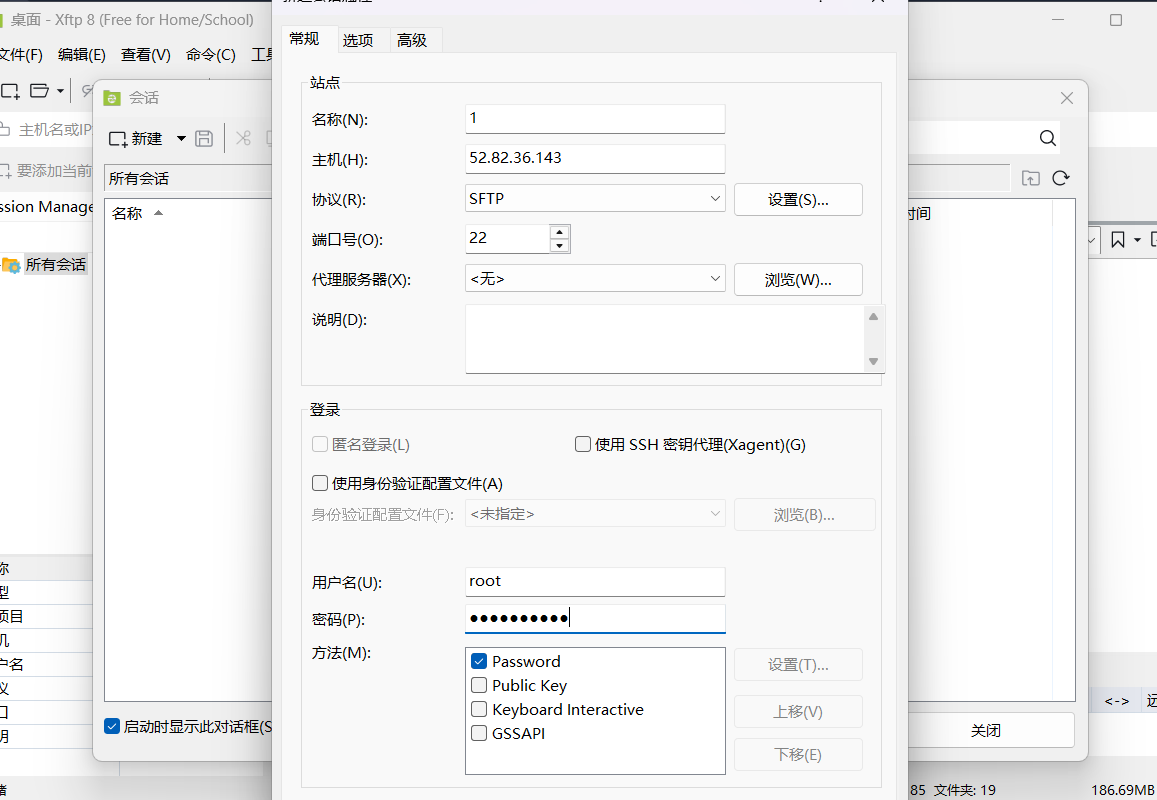 桌面 - Xftp 8 (Free for Home/School)
文件(F) 编辑(E) 查看(V) 命令(C) 工具
主机名或IP
要添加当前
ssion Manage
所有会话
会话
新建
所有会话
名称
时间
常规 选项 高级
站点
名称(N): 1
主机(H): 52.82.36.143
协议(R): SFTP 设置(S)...
端口号(O): 22
代理服务器(X): <无> 浏览(W)...
说明(D):
登录
匿名登录(L) 使用 SSH 密钥代理(Xagent)(G)
使用身份验证配置文件(A)
身份验证配置文件(F): <未指定> 浏览(B)...
用户名(U): root
密码(P): ●●●●●●●●●●
方法(M):
Password
Public Key
Keyboard Interactive
GSSAPI
设置(T)...
上移(V)
下移(E)
启动时显示此对话框(S
关闭
称
型
项目
机
户名
议
口
明
<-> 远
85 文件夹: 19 186.69MB